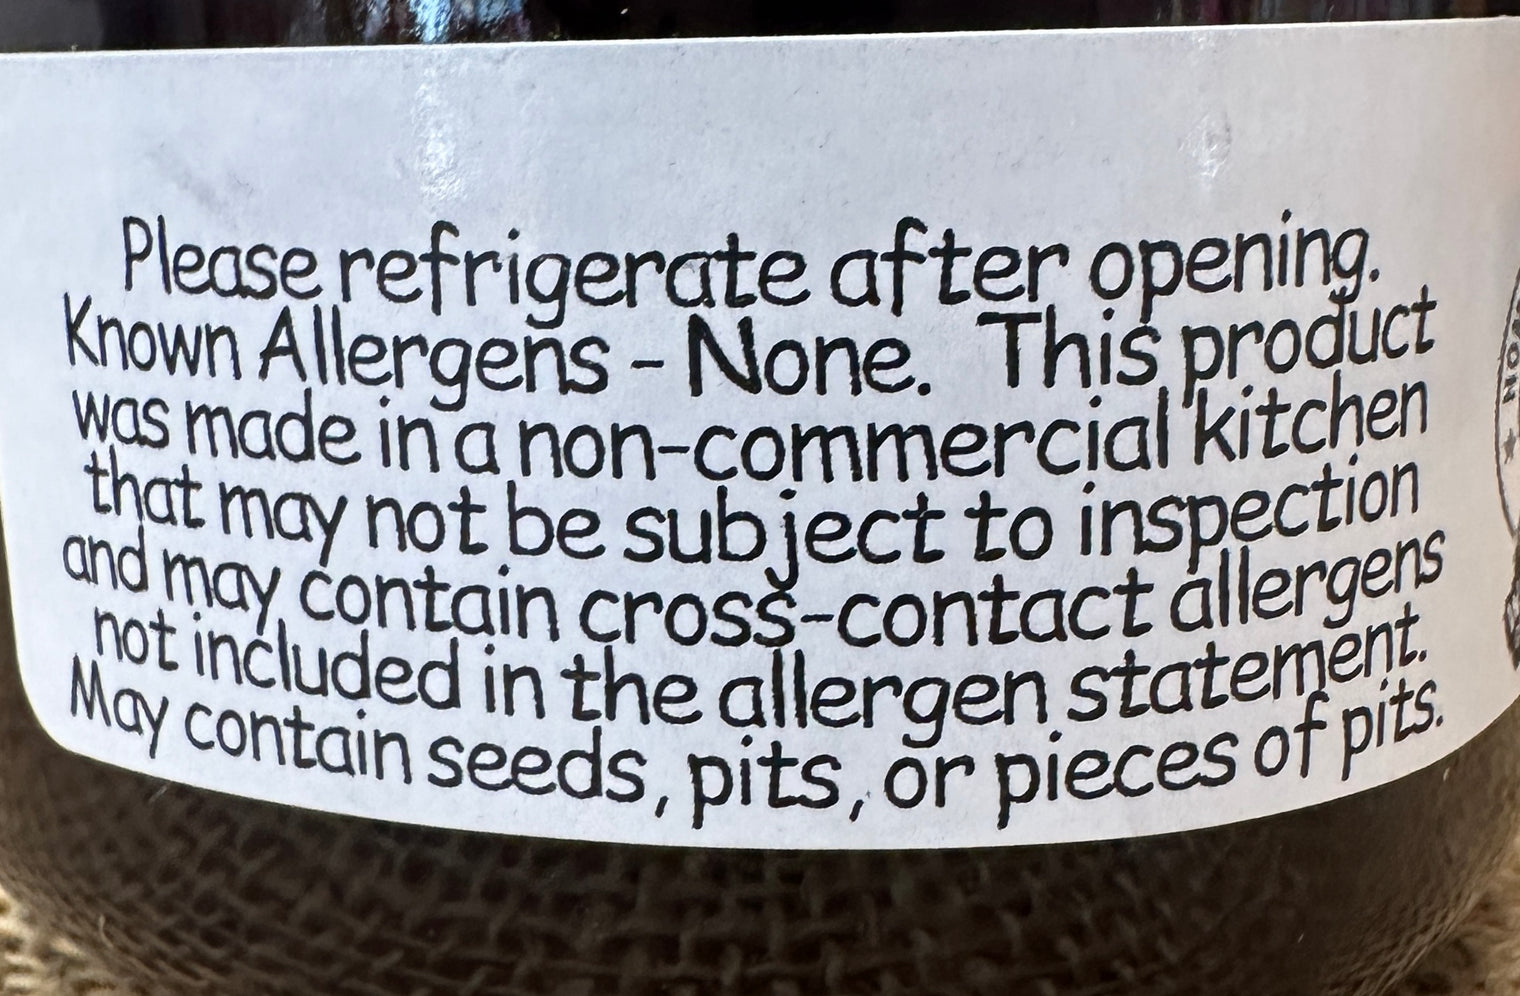 Please refrigerate after opening.
Known Allergens - None. This product
was made in a non-commercial kitchen
that may not be subject to inspection
and may contain cross-contact allergens
not included in the allergen statement.
May contain seeds, pits, or pieces of pits.